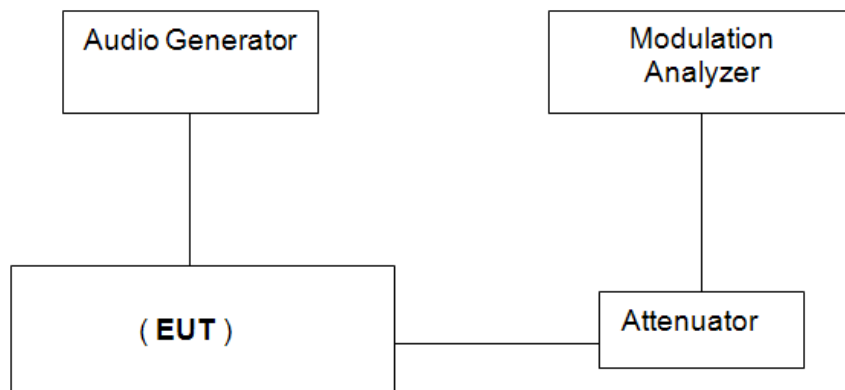 Audio Generator
Modulation
Analyzer
( EUT )
Attenuator